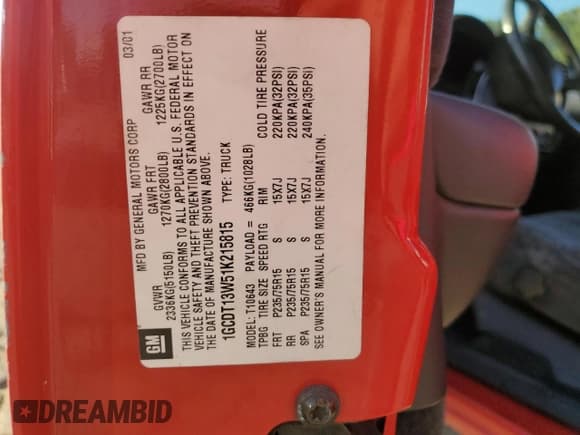 GM
MFD BY GENERAL MOTORS CORP 03/01
GVWR GAWR FRT GAWR RR
2336KG(5150LB) 1270KG(2800LB) 1225KG(2700LB)
THIS VEHICLE CONFORMS TO ALL APPLICABLE U.S. FEDERAL MOTOR
VEHICLE SAFETY AND THEFT PREVENTION STANDARDS IN EFFECT ON
THE DATE OF MANUFACTURE SHOWN ABOVE.
1GCDT13W51K215815 TYPE: TRUCK
MODEL: T10643 PAYLOAD = 466KG(1028LB)
TPBG TIRE SIZE SPEED RTG RIM COLD TIRE PRESSURE
FRT P235/75R15 S 15X7J 220KPA(32PSI)
RR P235/75R15 S 15X7J 220KPA(32PSI)
SPA P235/75R15 S 15X7J 240KPA(35PSI)
SEE OWNER'S MANUAL FOR MORE INFORMATION.
DREAMBID